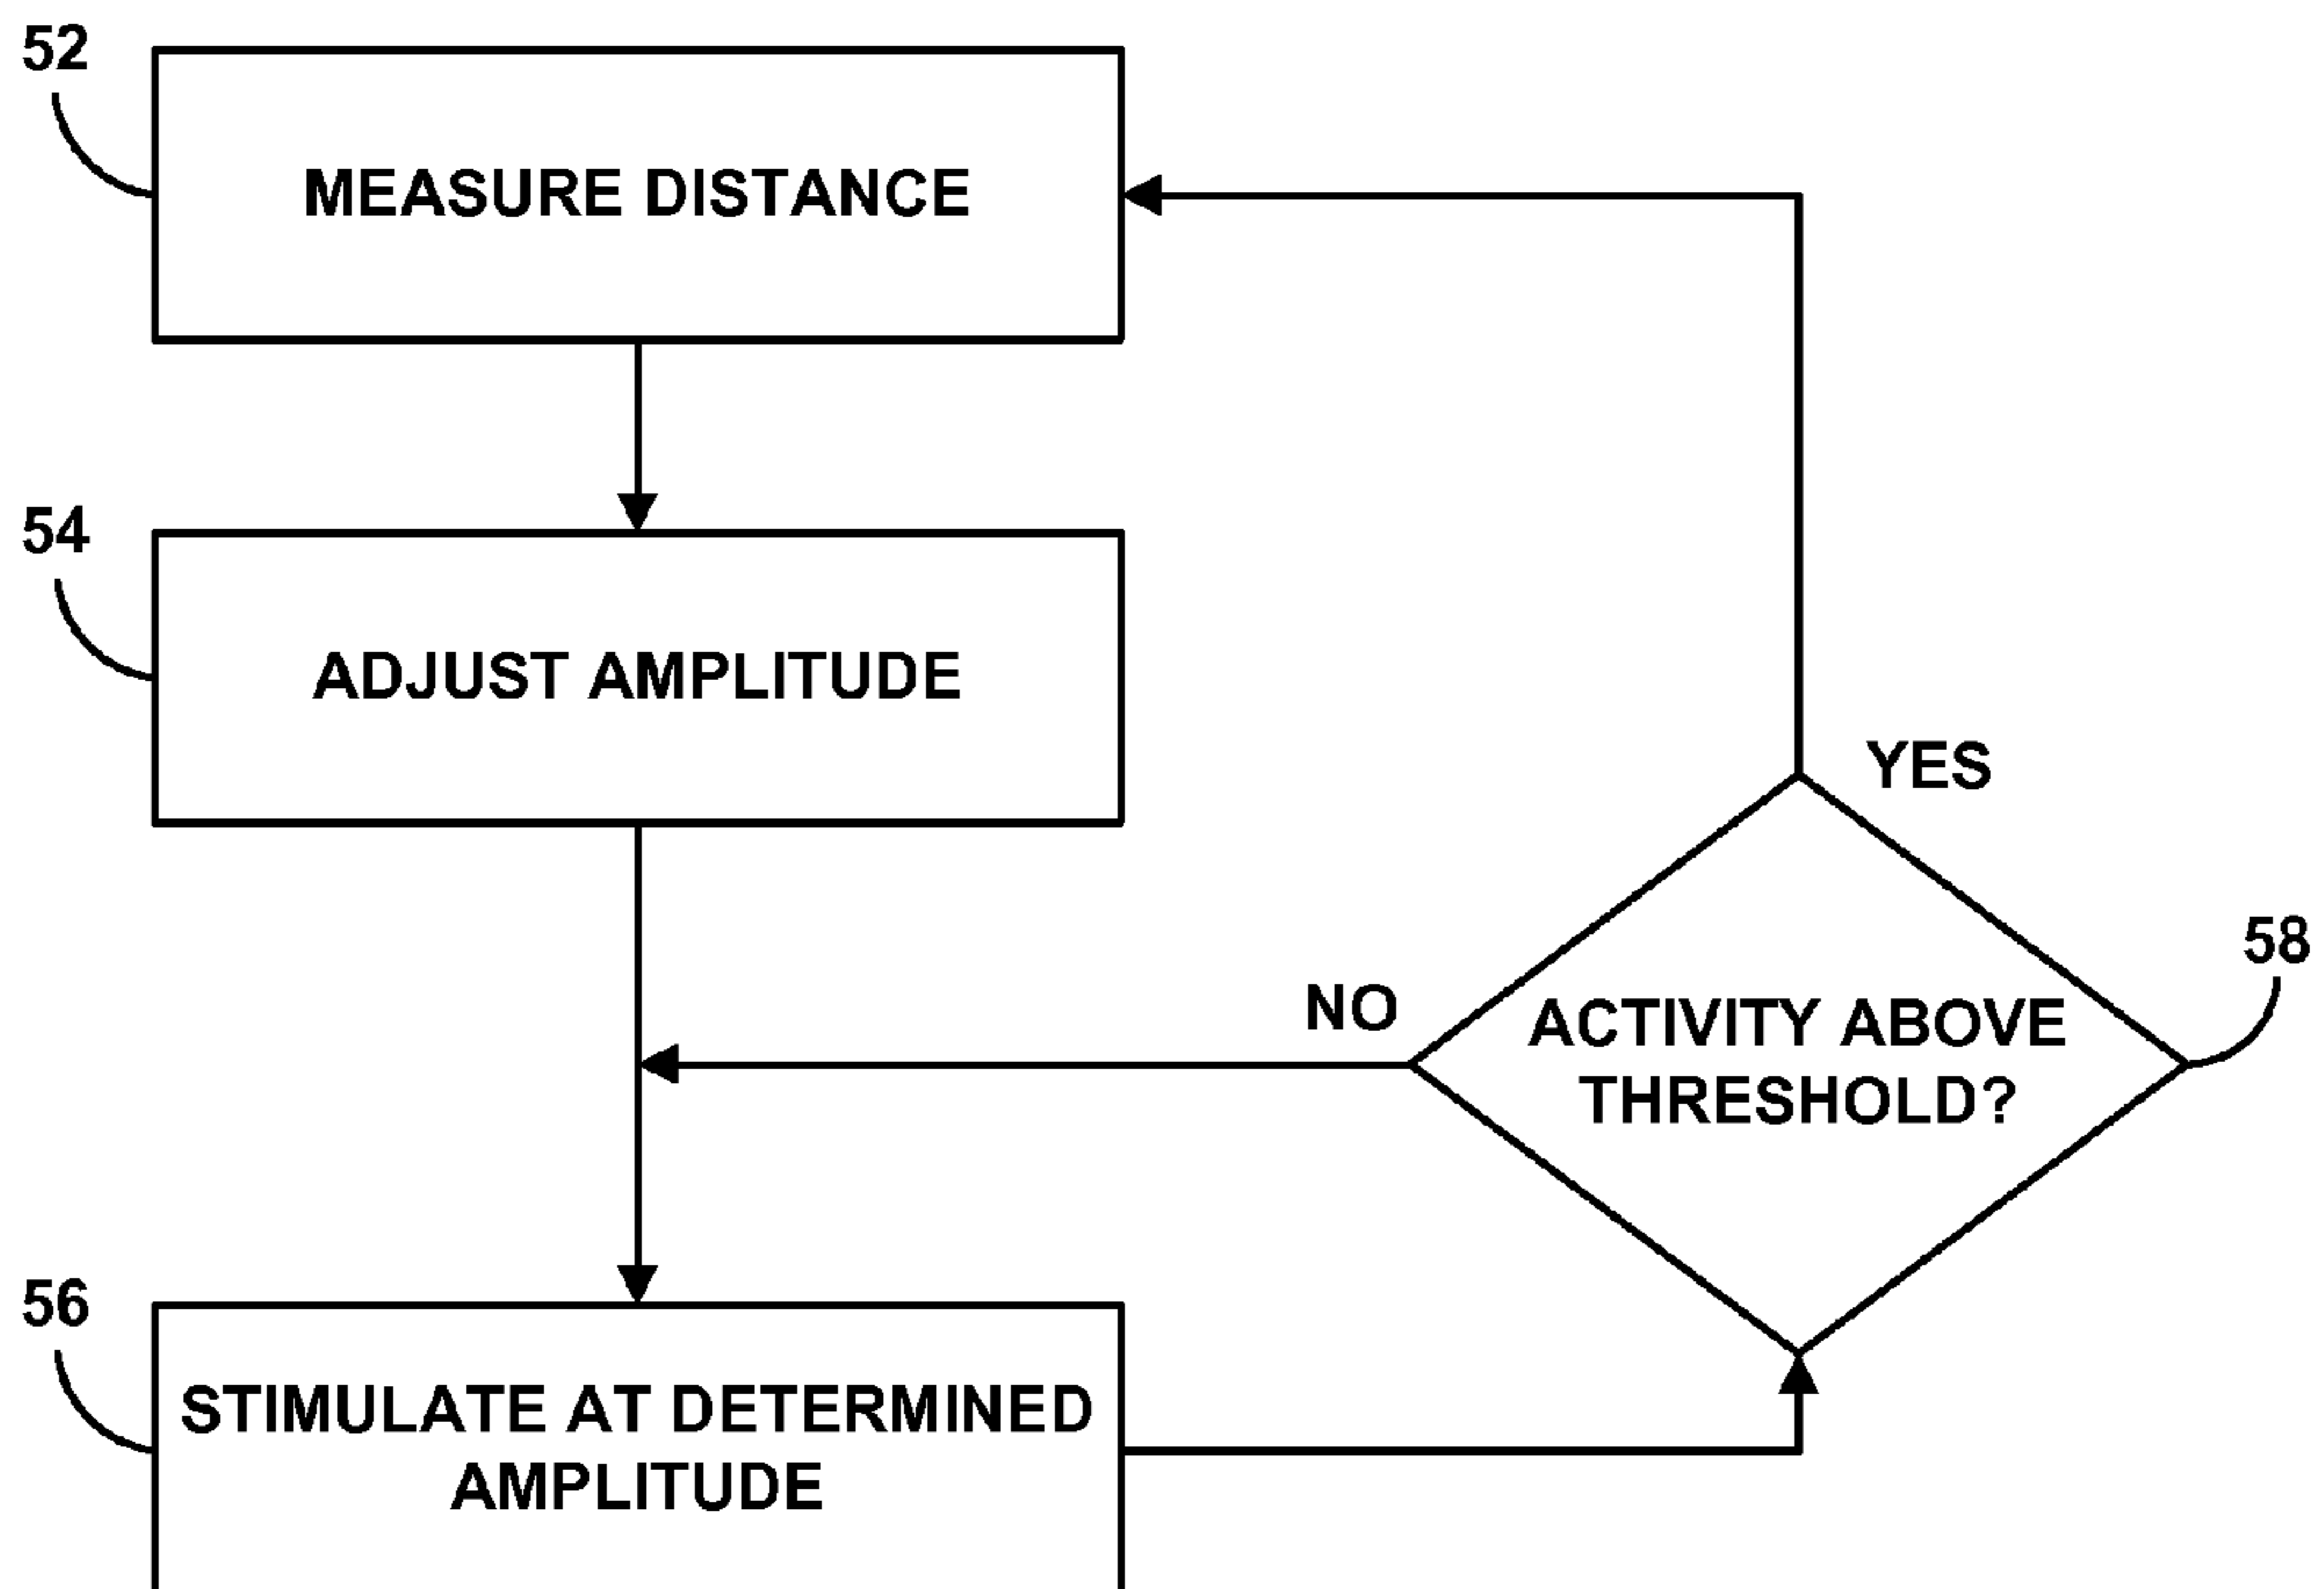 52
MEASURE DISTANCE
54
ADJUST AMPLITUDE
YES
58
NO
ACTIVITY ABOVE
THRESHOLD?
56
STIMULATE AT DETERMINED
AMPLITUDE